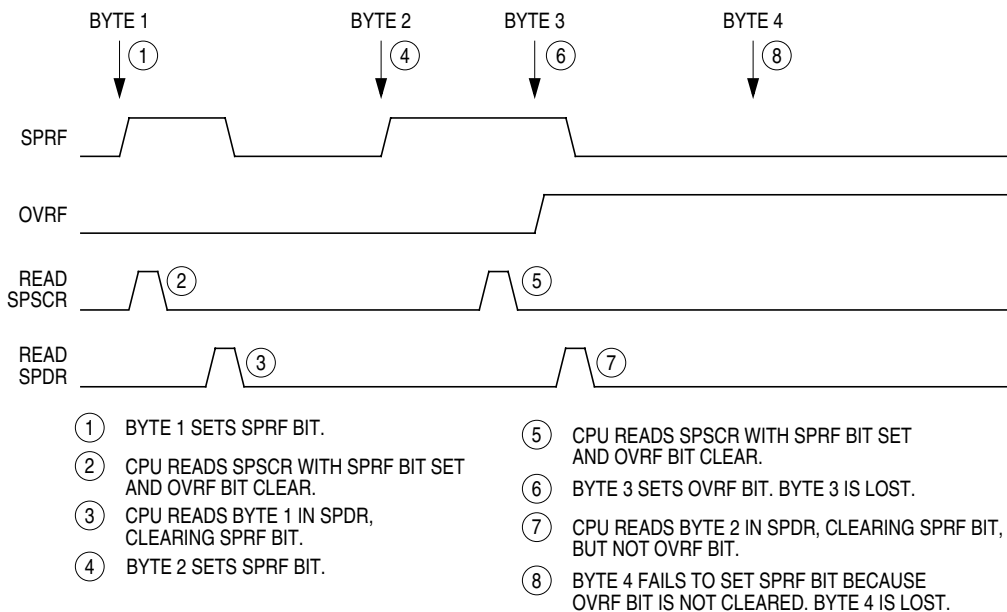 BYTE 1 BYTE 2 BYTE 3 BYTE 4
1 4 6 8
SPRF
OVRF
READ
SPSCR
2 5
READ
SPDR
3 7
1 BYTE 1 SETS SPRF BIT.
2 CPU READS SPSCR WITH SPRF BIT SET
AND OVRF BIT CLEAR.
3 CPU READS BYTE 1 IN SPDR,
CLEARING SPRF BIT.
4 BYTE 2 SETS SPRF BIT.
5 CPU READS SPSCR WITH SPRF BIT SET
AND OVRF BIT CLEAR.
6 BYTE 3 SETS OVRF BIT. BYTE 3 IS LOST.
7 CPU READS BYTE 2 IN SPDR, CLEARING SPRF BIT,
BUT NOT OVRF BIT.
8 BYTE 4 FAILS TO SET SPRF BIT BECAUSE
OVRF BIT IS NOT CLEARED. BYTE 4 IS LOST.